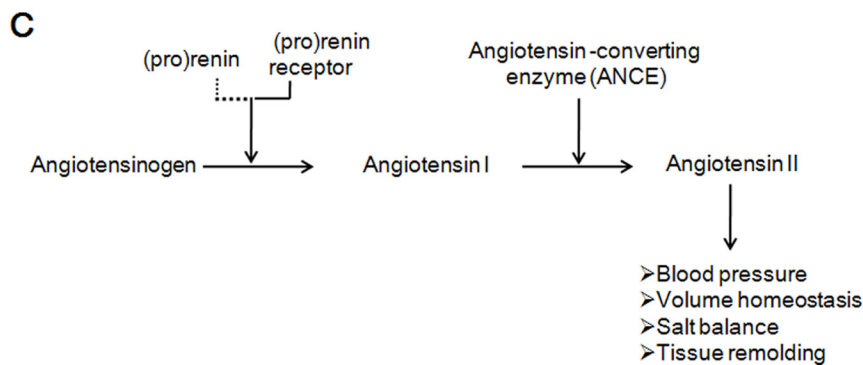 C
(pro)renin
(pro)renin
receptor
Angiotensin-converting
enzyme (ANCE)
Angiotensinogen
Angiotensin I
Angiotensin II
➢Blood pressure
➢Volume homeostasis
➢Salt balance
➢Tissue remolding